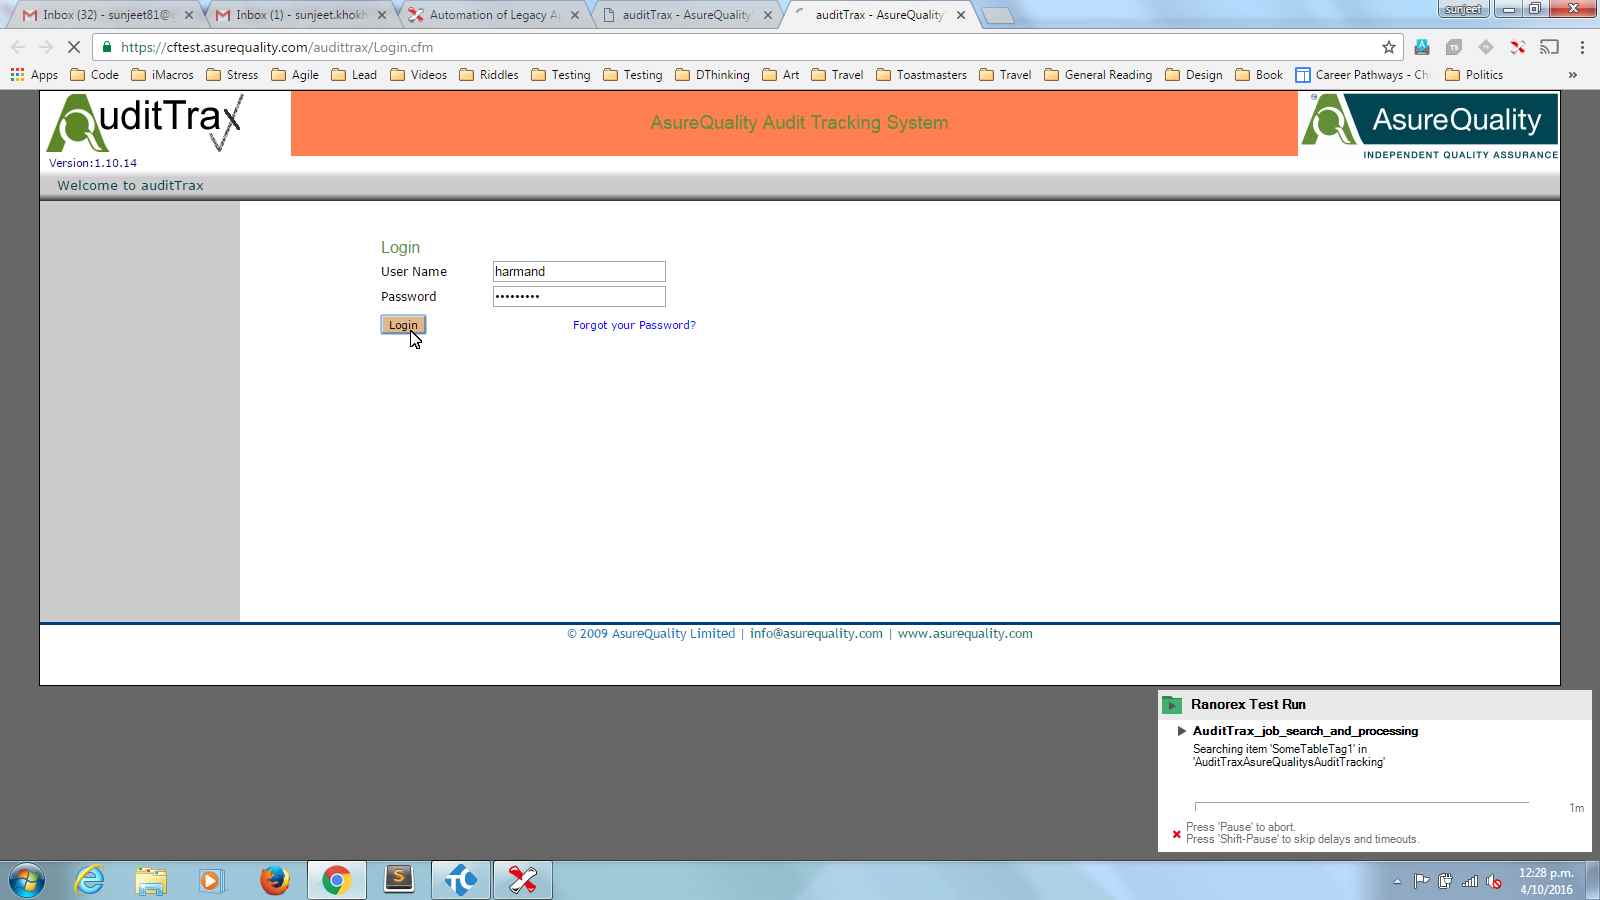 Inbox (32) - sunjeet81@
Inbox (1) - sunjeet.khokh
Automation of Legacy A
auditTrax - AsureQuality
auditTrax - AsureQuality
sunjeet
https://cftest.asurequality.com/audittrax/Login.cfm
Apps
Code
iMacros
Stress
Agile
Lead
Videos
Riddles
Testing
Testing
DThinking
Art
Travel
Toastmasters
Travel
General Reading
Design
Book
Career Pathways - Ch
Politics
»
AuditTrax
Version:1.10.14
AsureQuality Audit Tracking System
AsureQuality
INDEPENDENT QUALITY ASSURANCE
Welcome to auditTrax
Login
User Name
harmand
Password
•••••••••
Login
Forgot your Password?
© 2009 AsureQuality Limited | info@asurequality.com | www.asurequality.com
Ranorex Test Run
AuditTrax_job_search_and_processing
Searching item 'SomeTableTag1' in
'AuditTraxAsureQualitysAuditTracking'
1m
Press 'Pause' to abort.
Press 'Shift-Pause' to skip delays and timeouts.
12:28 p.m.
4/10/2016